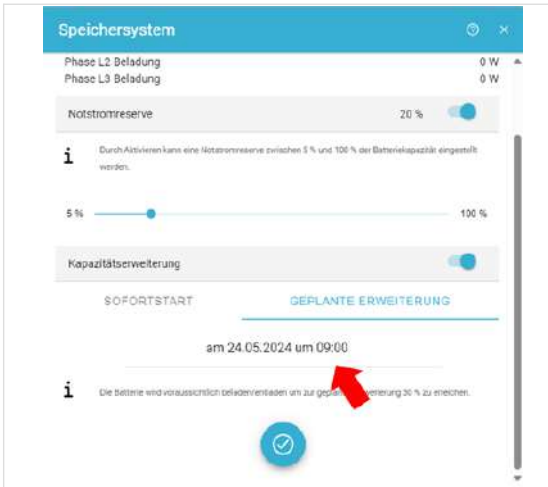 Speichersystem
Phase L2 Beladung 0 W
Phase L3 Beladung 0 W
Notstromreserve 20 %
Durch Aktivieren kann eine Notstromreserve zwischen 5 % und 100 % der Batteriekapazität eingestellt
werden.
5 % 100 %
Kapazitätserweiterung
SOFORTSTART GEPLANTE ERWEITERUNG
am 24.05.2024 um 09:00
Die Batterie wird voraussichtlich beladen/entladen um zur geplanten 30 % zu erreichen.